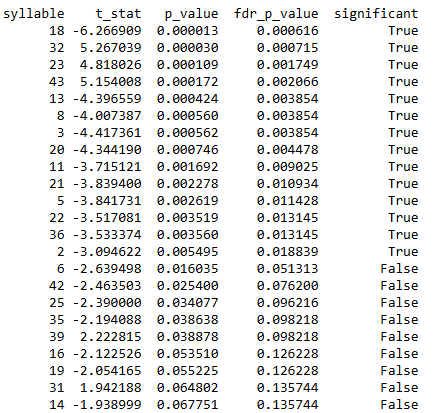 syllable t_stat p_value fdr_p_value significant
18 -6.266909 0.000013 0.000616 True
32 5.267039 0.000030 0.000715 True
23 4.818026 0.000109 0.001749 True
43 5.154008 0.000172 0.002066 True
13 -4.396559 0.000424 0.003854 True
8 -4.007387 0.000560 0.003854 True
3 -4.417361 0.000562 0.003854 True
20 -4.344190 0.000746 0.004478 True
11 -3.715121 0.001692 0.009025 True
21 -3.839400 0.002278 0.010934 True
5 -3.841731 0.002619 0.011428 True
22 -3.517081 0.003519 0.013145 True
36 -3.533374 0.003560 0.013145 True
2 -3.094622 0.005495 0.018839 True
6 -2.639498 0.016035 0.051313 False
42 -2.463503 0.025400 0.076200 False
25 -2.390000 0.034077 0.096216 False
35 -2.194088 0.038638 0.098218 False
39 2.222815 0.038878 0.098218 False
16 -2.122526 0.053510 0.126228 False
19 -2.054165 0.055225 0.126228 False
31 1.942188 0.064802 0.135744 False
14 -1.938999 0.067751 0.135744 False